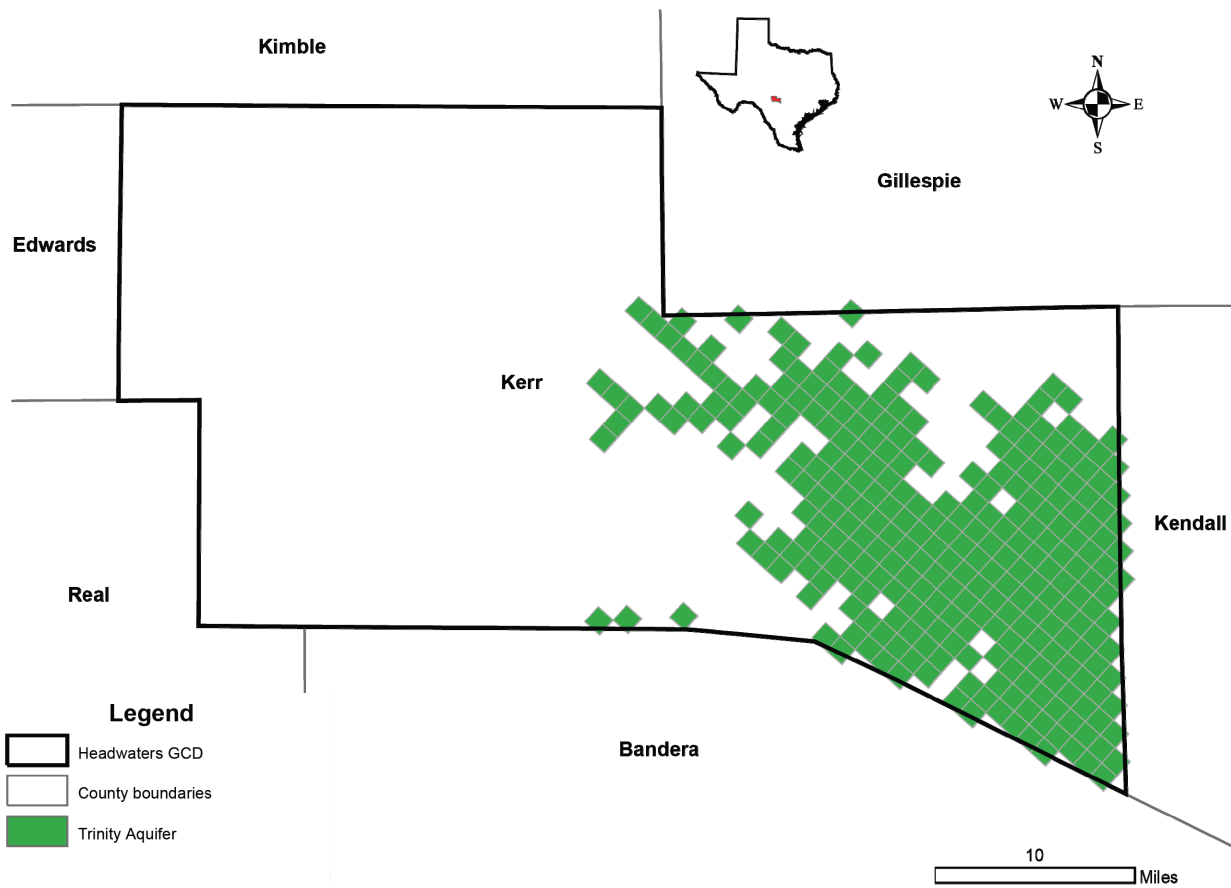 Kimble
N
W
E
S
Gillespie
Edwards
Kerr
Kendall
Real
Legend
Headwaters GCD
Bandera
County boundaries
Trinity Aquifer
10
Miles